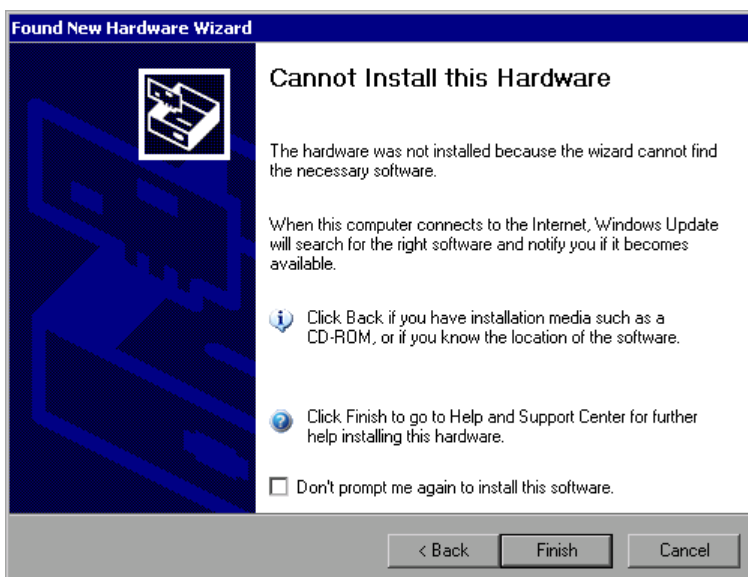 Found New Hardware Wizard
Cannot Install this Hardware
The hardware was not installed because the wizard cannot find
the necessary software.
When this computer connects to the Internet, Windows Update
will search for the right software and notify you if it becomes
available.
Click Back if you have installation media such as a
CD-ROM, or if you know the location of the software.
Click Finish to go to Help and Support Center for further
help installing this hardware.
Don't prompt me again to install this software.
< Back Finish Cancel